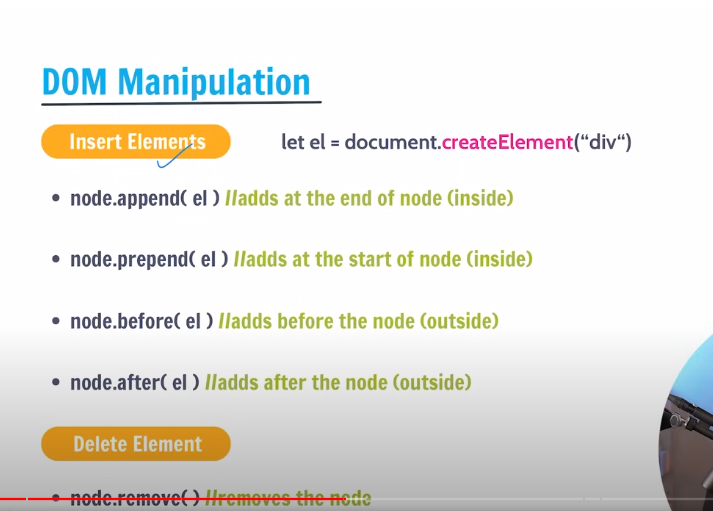 DOM Manipulation
Insert Elements
let el = document.createElement(“div“)
• node.append( el ) //adds at the end of node (inside)
• node.prepend( el ) //adds at the start of node (inside)
• node.before( el ) //adds before the node (outside)
• node.after( el ) //adds after the node (outside)
Delete Element
• node.remove( ) //removes the node